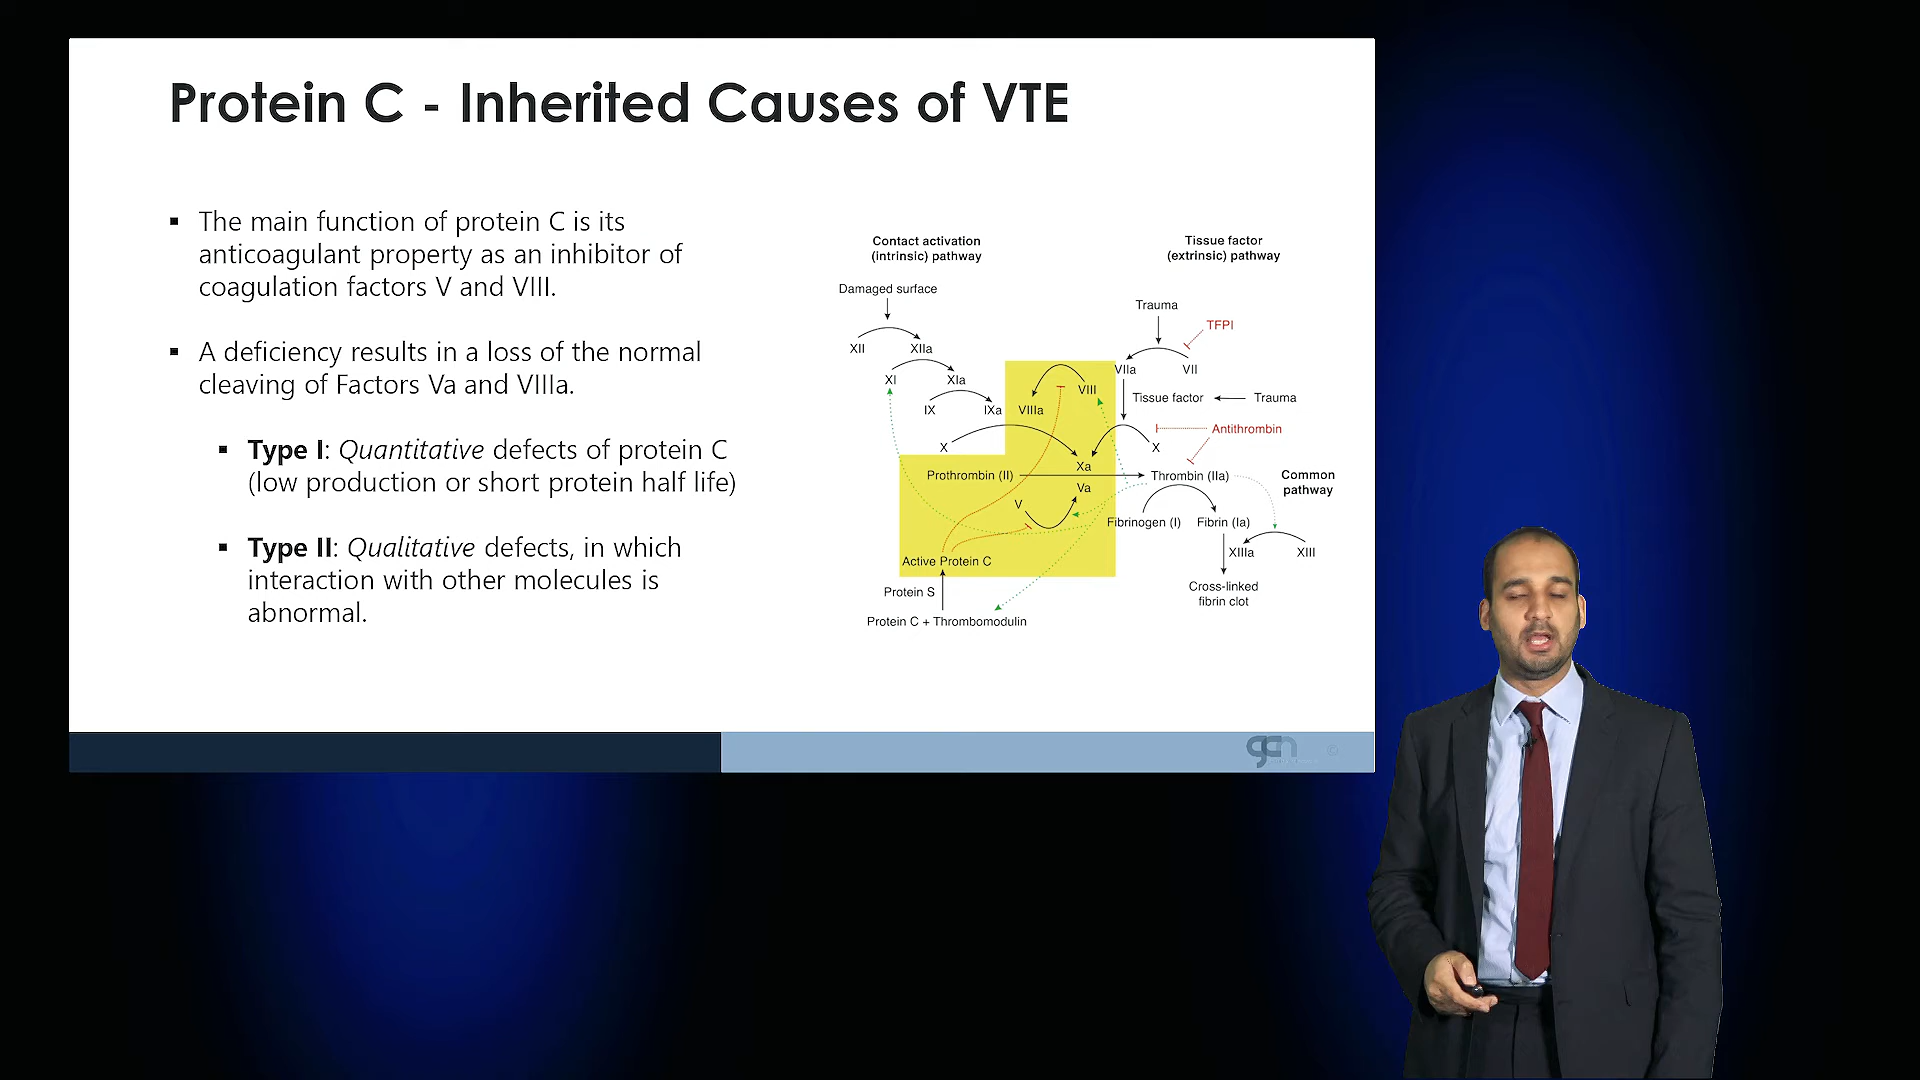 Protein C - Inherited Causes of VTE
▪ The main function of protein C is its
anticoagulant property as an inhibitor of
coagulation factors V and VIII.
▪ A deficiency results in a loss of the normal
cleaving of Factors Va and VIIIa.
▪ Type I: Quantitative defects of protein C
(low production or short protein half life)
▪ Type II: Qualitative defects, in which
interaction with other molecules is
abnormal.
Contact activation
(intrinsic) pathway
Tissue factor
(extrinsic) pathway
Damaged surface
Trauma
TFPI
XII
XIIa
VIIa
VII
XI
XIa
VIII
Tissue factor
Trauma
IX
IXa
VIIIa
Antithrombin
X
X
Xa
Prothrombin (II)
Thrombin (IIa)
Common
pathway
Va
V
Fibrinogen (I)
Fibrin (Ia)
XIIIa
XIII
Active Protein C
Cross-linked
fibrin clot
Protein S
Protein C + Thrombomodulin
gcn
©